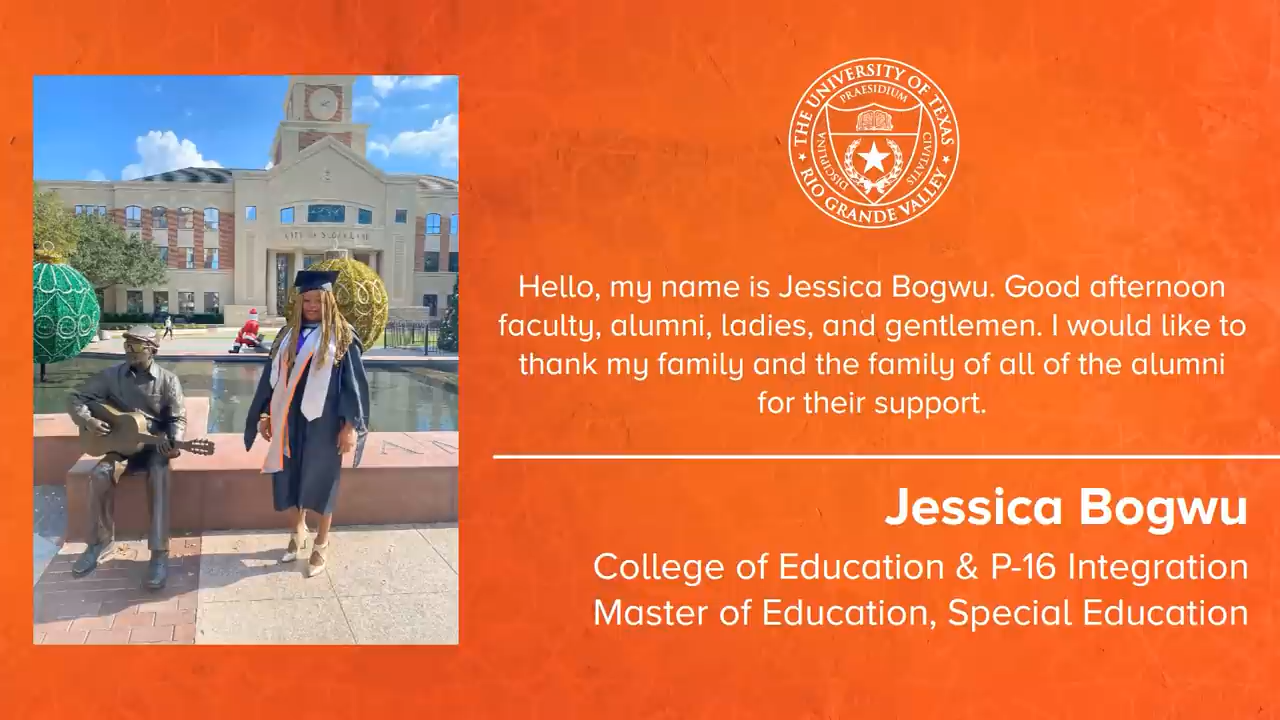 THE UNIVERSITY OF TEXAS
RIO GRANDE VALLEY
PRAESIDIUM
DISCIPLINA
CIVITATIS
Hello, my name is Jessica Bogwu. Good afternoon
faculty, alumni, ladies, and gentlemen. I would like to
thank my family and the family of all of the alumni
for their support.
Jessica Bogwu
College of Education & P-16 Integration
Master of Education, Special Education